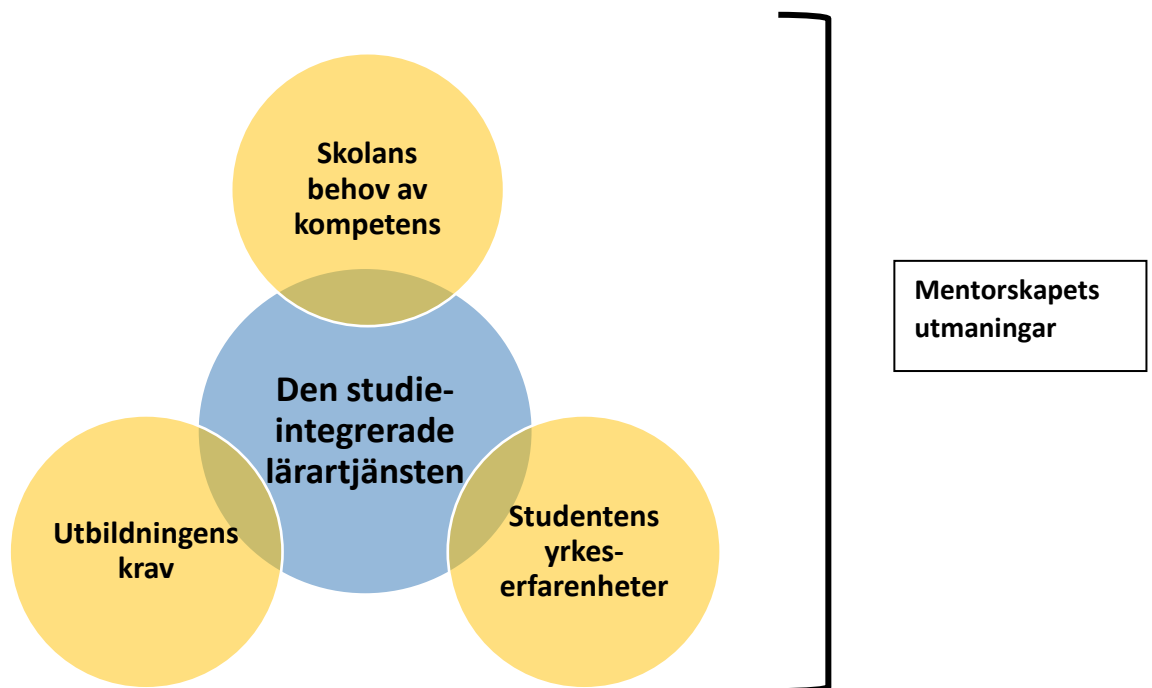 Skolans
behov av
kompetens
Den studie-
integrerade
lärartjänsten
Utbildningens
krav
Studentens
yrkes-
erfarenheter
Mentorskapets
utmaningar